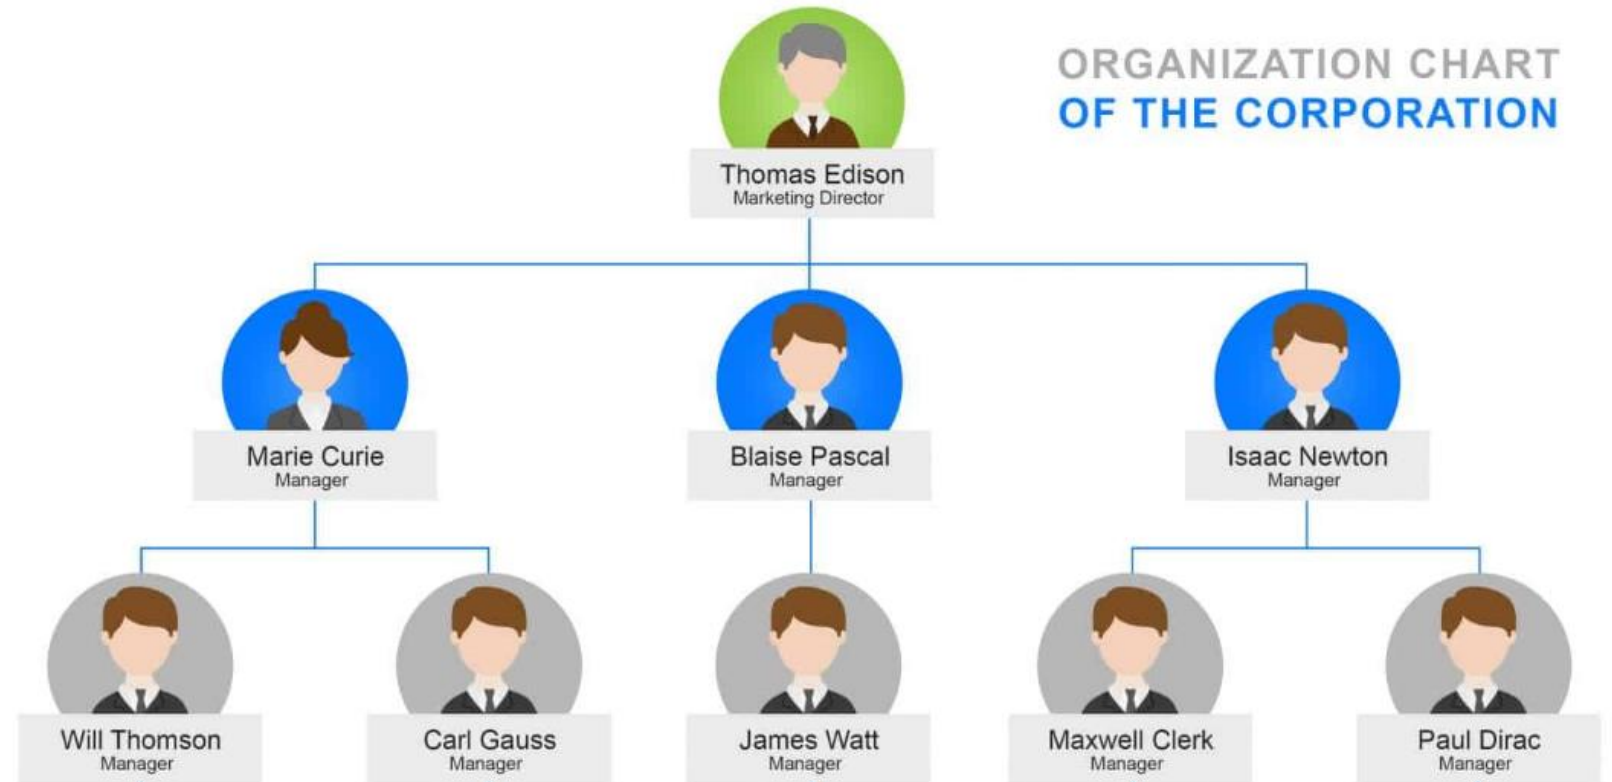 ORGANIZATION CHART
OF THE CORPORATION
Thomas Edison
Marketing Director
Marie Curie
Manager
Blaise Pascal
Manager
Isaac Newton
Manager
Will Thomson
Manager
Carl Gauss
Manager
James Watt
Manager
Maxwell Clerk
Manager
Paul Dirac
Manager